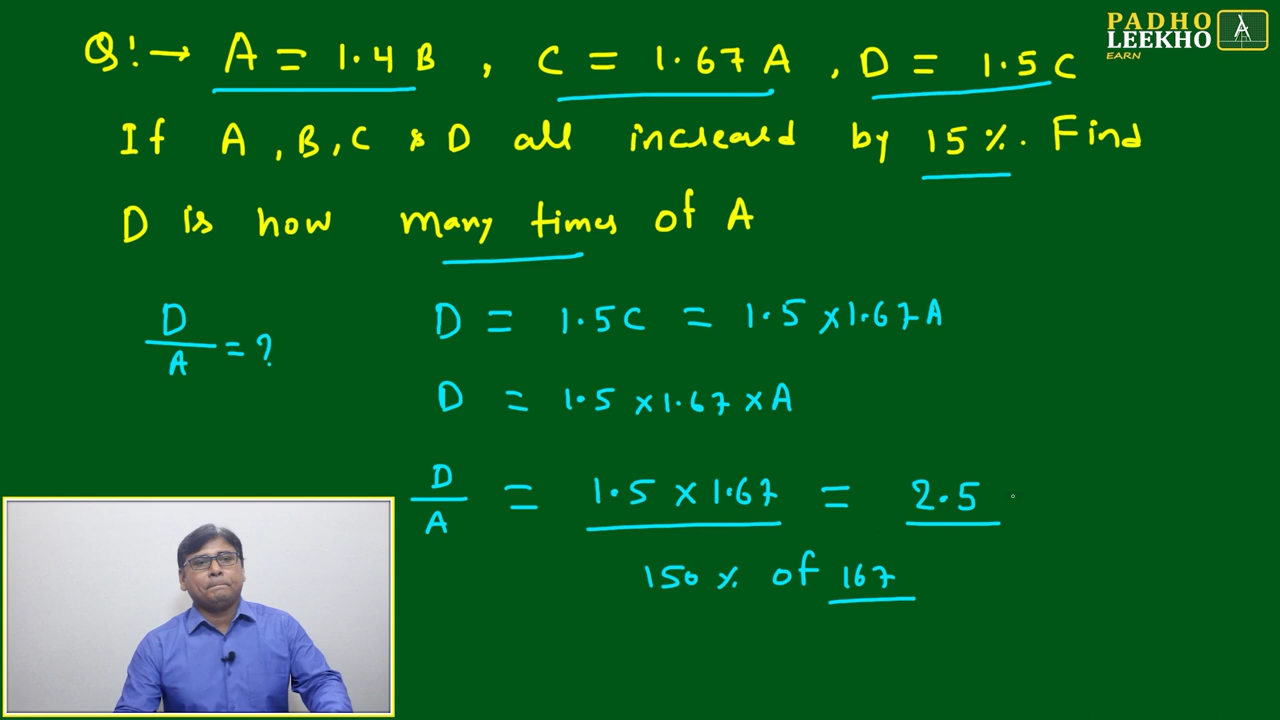 PADHO
LEEKHO
EARN
Q!→ A = 1.4 B , C = 1.67 A , D = 1.5 C
If A , B , C & D all increased by 15 %. Find
D is how many times of A
D/A = ?
D = 1.5C = 1.5 × 1.67A
D = 1.5 × 1.67 × A
D/A = 1.5 × 1.67 = 2.5
150 % of 167